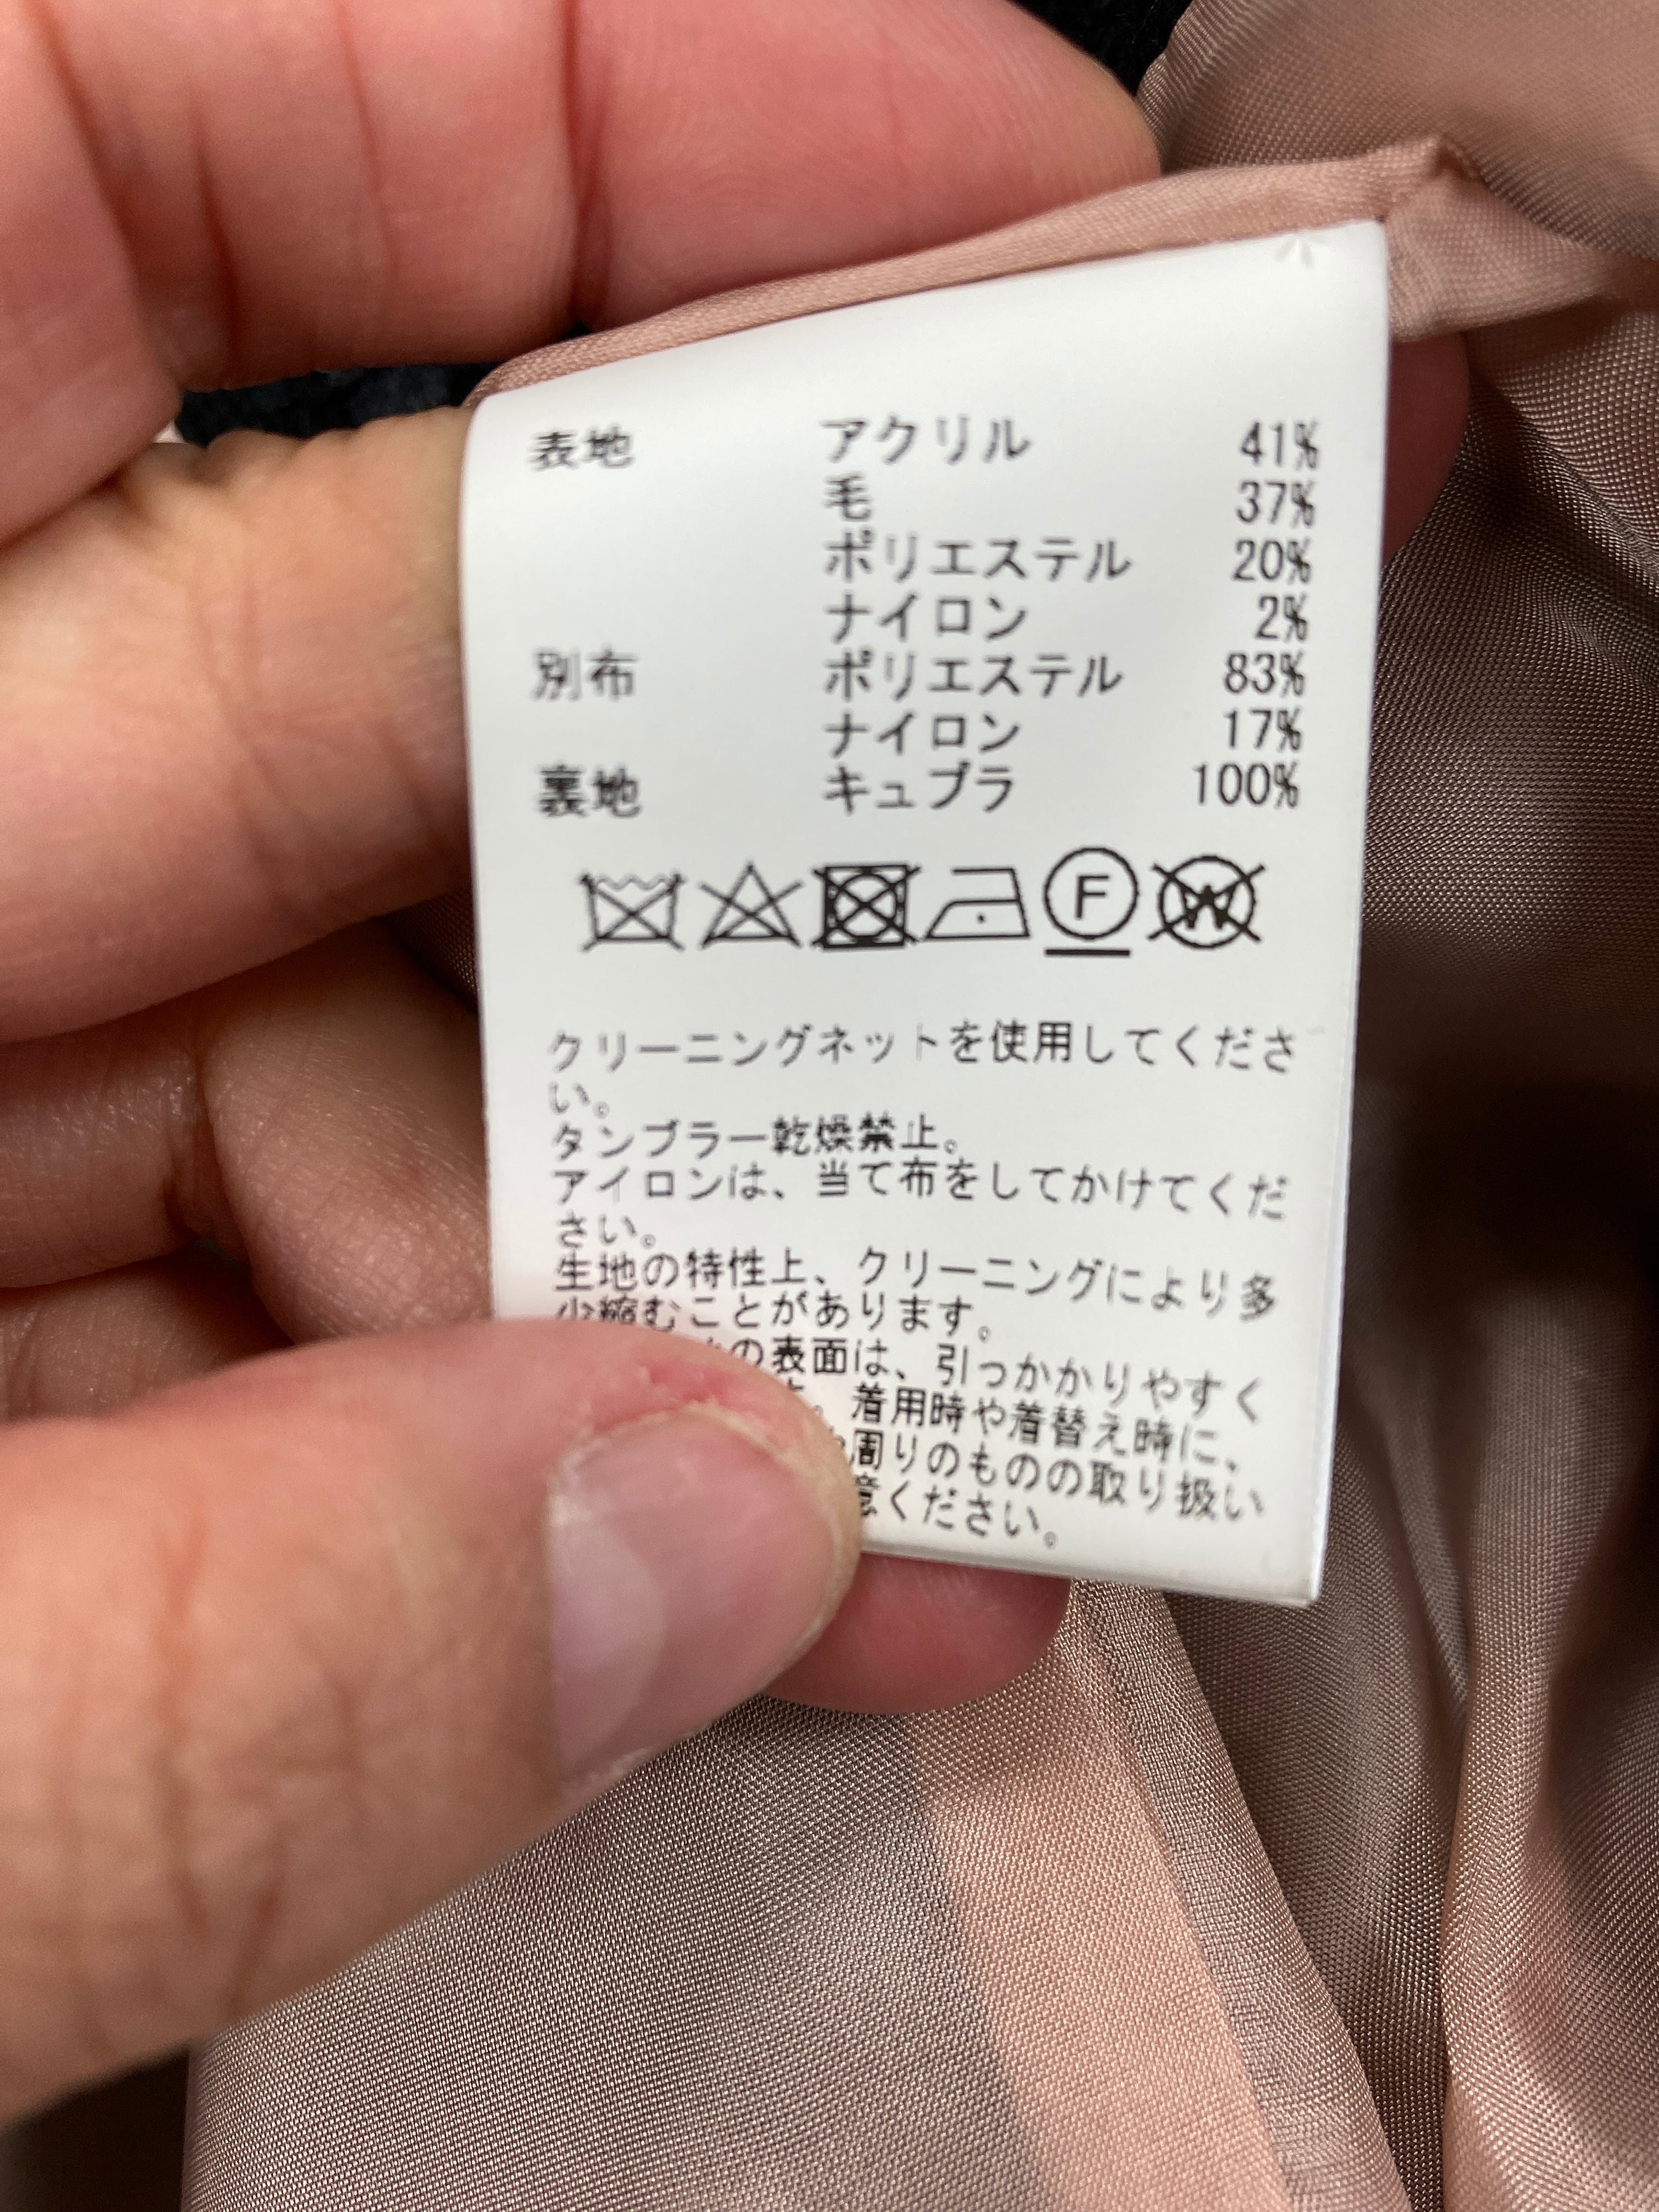 表地 アクリル 41%
毛 37%
ポリエステル 20%
ナイロン 2%
別布 ポリエステル 83%
ナイロン 17%
裏地 キュプラ 100%
F W
クリーニングネットを使用してくださ
い。
タンブラー乾燥禁止。
アイロンは、当て布をしてかけてくだ
さい。
生地の特性上、クリーニングにより多
少縮むことがあります。
の表面は、引っかかりやすく
。着用時や着替え時に、
周りのものの取り扱い
意ください。